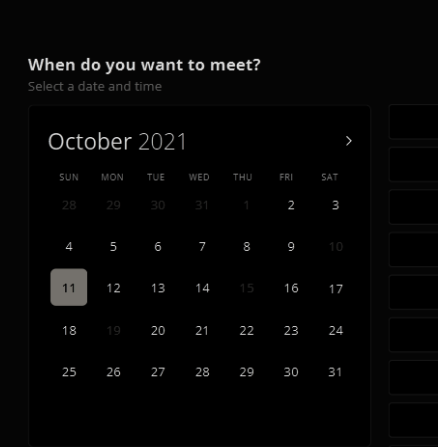 When do you want to meet?
Select a date and time
October 2021
SUN MON TUE WED THU FRI SAT
28 29 30 31 1 2 3
4 5 6 7 8 9 10
11 12 13 14 15 16 17
18 19 20 21 22 23 24
25 26 27 28 29 30 31